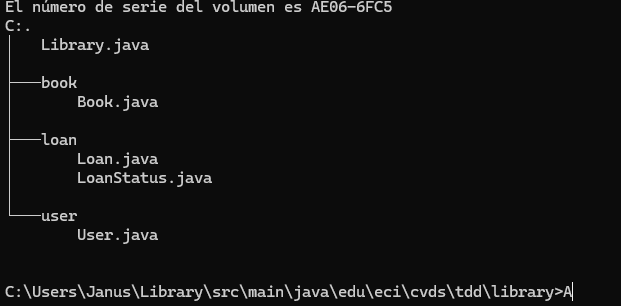 El número de serie del volumen es AE06-6FC5
C:.
│   Library.java
│
├───book
│       Book.java
│
├───loan
│       Loan.java
│       LoanStatus.java
│
└───user
        User.java
C:\Users\Janus\Library\src\main\java\edu\eci\cvds\tdd\library>A